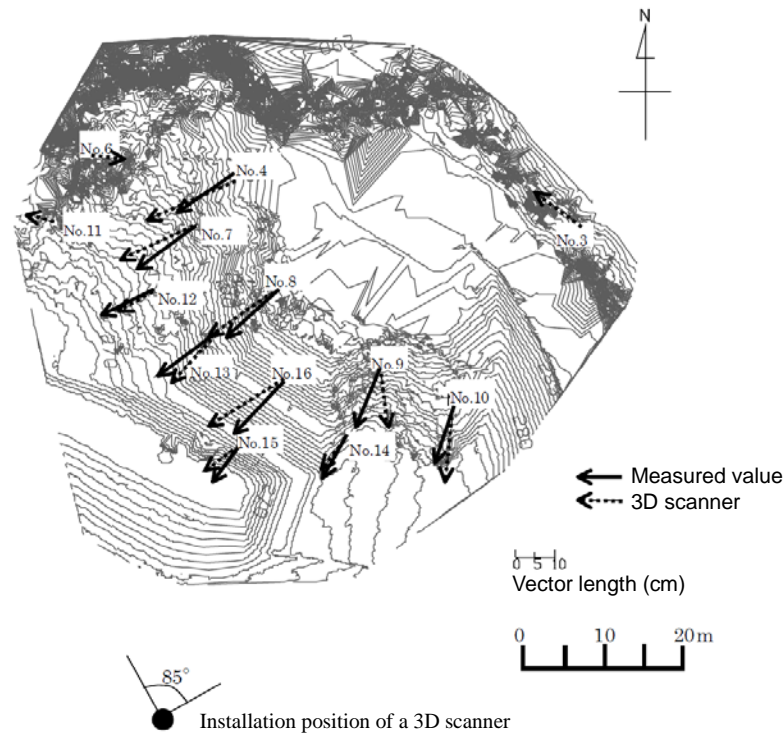 N
No.6
No.4
No.3
No.11
No.7
No.12
No.8
No.13
No.16
No.9
No.10
No.15
No.14
Measured value
3D scanner
0 5 10
Vector length (cm)
0 10 20m
85°
Installation position of a 3D scanner